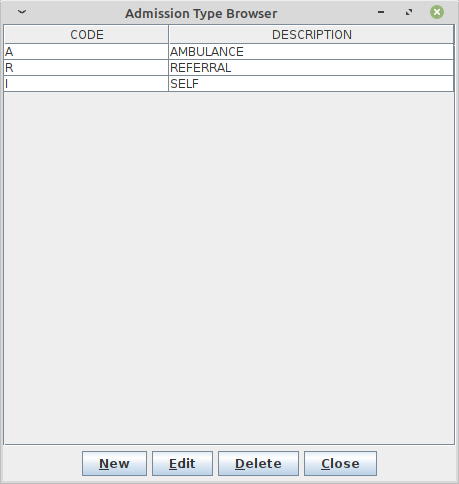 Admission Type Browser
CODE DESCRIPTION
A AMBULANCE
R REFERRAL
I SELF
New Edit Delete Close